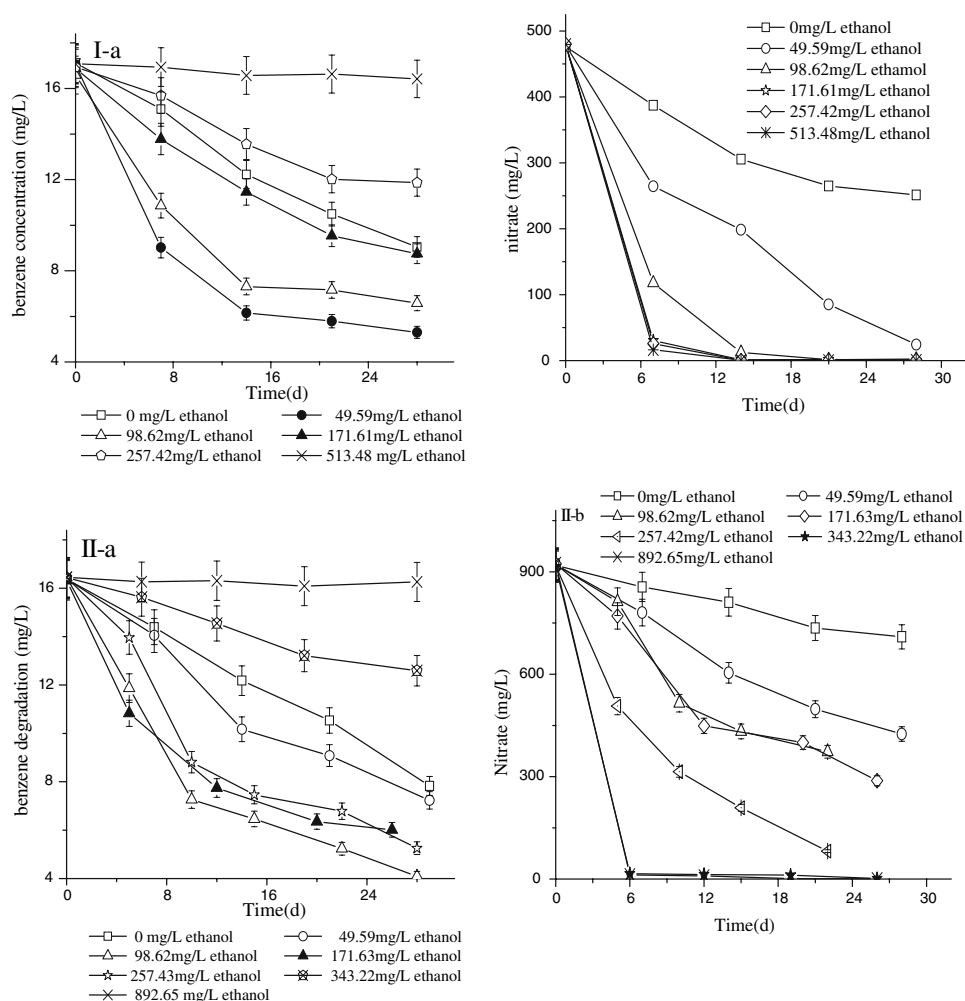 I-a
benzene concentration (mg/L)
16
12
8
4
0
8
16
24
Time(d)
0 mg/L ethanol
49.59mg/L ethanol
98.62mg/L ethanol
171.61mg/L ethanol
257.42mg/L ethanol
513.48 mg/L ethanol
nitrate (mg/L)
500
400
300
200
100
0
0
6
12
18
24
30
Time(d)
0mg/L ethanol
49.59mg/L ethanol
98.62mg/L ethamol
171.61mg/L ethanol
257.42mg/L ethanol
513.48mg/L ethanol
II-a
benzene degradation (mg/L)
16
12
8
4
0
8
16
24
Time(d)
0 mg/L ethanol
49.59mg/L ethanol
98.62mg/L ethanol
171.63mg/L ethanol
257.43mg/L ethanol
343.22mg/L ethanol
892.65 mg/L ethanol
II-b
0mg/L ethanol
49.59mg/L ethanol
98.62mg/L ethanol
171.63mg/L ethanol
257.42mg/L ethanol
343.22mg/L ethanol
892.65mg/L ethanol
Nitrate (mg/L)
900
600
300
0
0
6
12
18
24
30
Time(d)